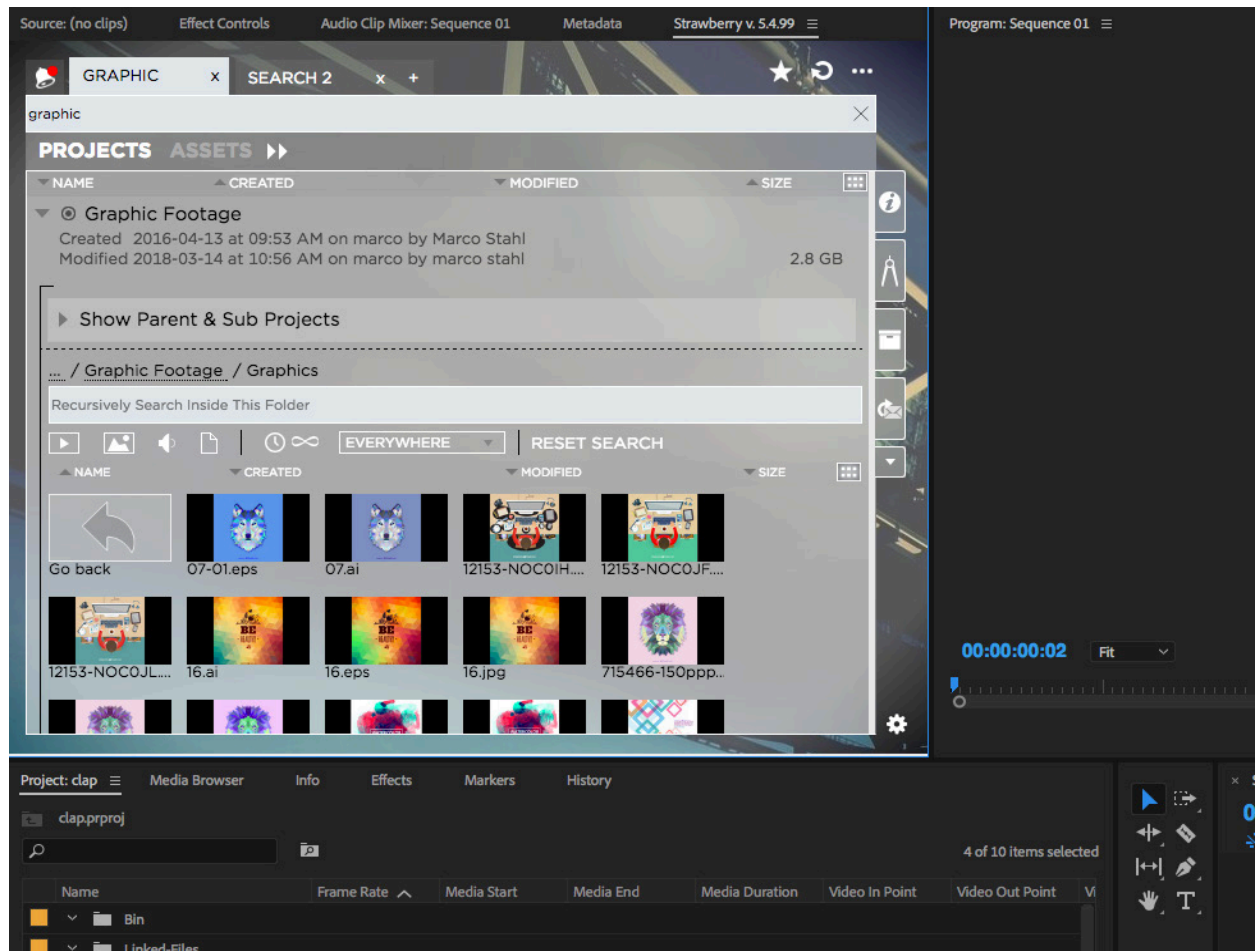 Source: (no clips) Effect Controls Audio Clip Mixer: Sequence 01 Metadata Strawberry v. 5.4.99 Program: Sequence 01
GRAPHIC x SEARCH 2 x +
graphic
PROJECTS ASSETS
NAME CREATED MODIFIED SIZE
Graphic Footage
Created 2016-04-13 at 09:53 AM on marco by Marco Stahl
Modified 2018-03-14 at 10:56 AM on marco by marco stahl 2.8 GB
Show Parent & Sub Projects
... / Graphic Footage / Graphics
Recursively Search Inside This Folder
EVERYWHERE RESET SEARCH
NAME CREATED MODIFIED SIZE
Go back 07-01.eps 07.ai 12153-NOC0IH.... 12153-NOC0JF....
BE BE BE
12153-NOC0JL.... 16.ai 16.eps 16.jpg 715466-150ppp...
00:00:00:02 Fit
Project: clap Media Browser Info Effects Markers History
clap.prproj
4 of 10 items selected
Name Frame Rate Media Start Media End Media Duration Video In Point Video Out Point Vi
Bin
Linked-Files